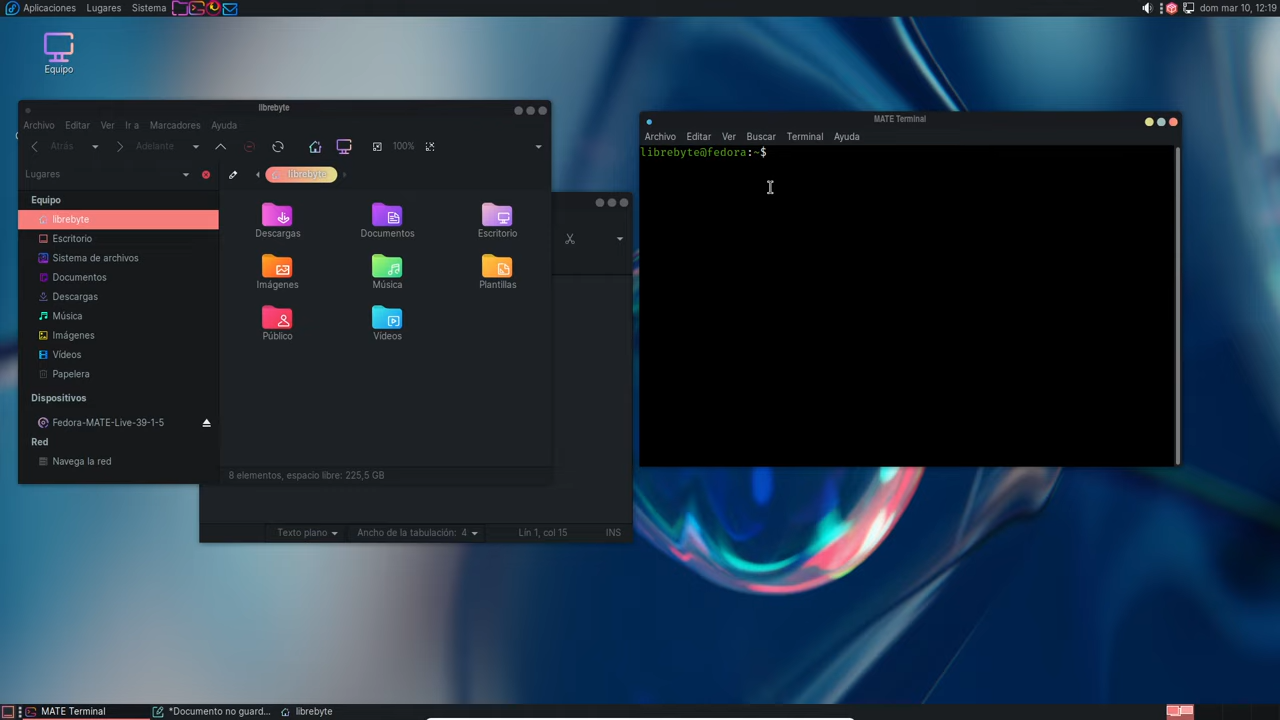 Aplicaciones Lugares Sistema
dom mar 10, 12:19
Equipo
librebyte
Archivo Editar Ver Ir a Marcadores Ayuda
Atrás Adelante 100%
Lugares
librebyte
Equipo
librebyte
Escritorio
Sistema de archivos
Documentos
Descargas
Música
Imágenes
Vídeos
Papelera
Dispositivos
Fedora-MATE-Live-39-1-5
Red
Navega la red
Descargas Documentos Escritorio
Imágenes Música Plantillas
Público Vídeos
8 elementos, espacio libre: 225,5 GB
Texto plano Ancho de la tabulación: 4 Lín 1, col 15 INS
MATE Terminal
Archivo Editar Ver Buscar Terminal Ayuda
librebyte@fedora:~$
MATE Terminal *Documento no guard... librebyte